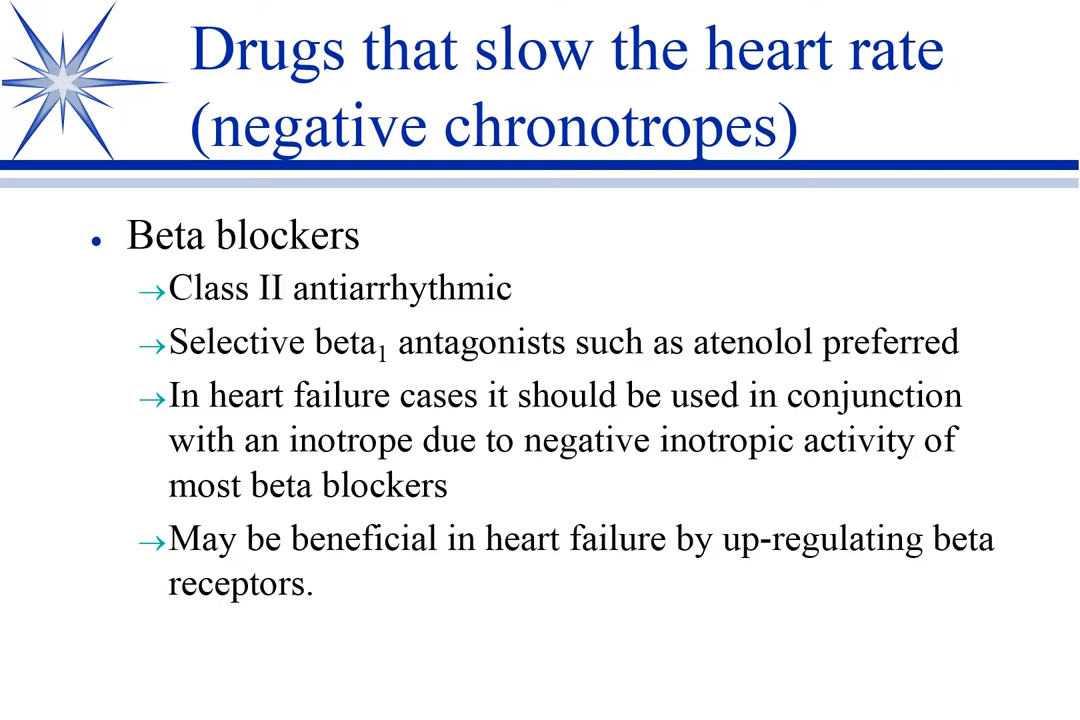 Drugs that slow the heart rate
(negative chronotropes)
• Beta blockers
→Class II antiarrhythmic
→Selective beta₁ antagonists such as atenolol preferred
→In heart failure cases it should be used in conjunction
with an inotrope due to negative inotropic activity of
most beta blockers
→May be beneficial in heart failure by up-regulating beta
receptors.